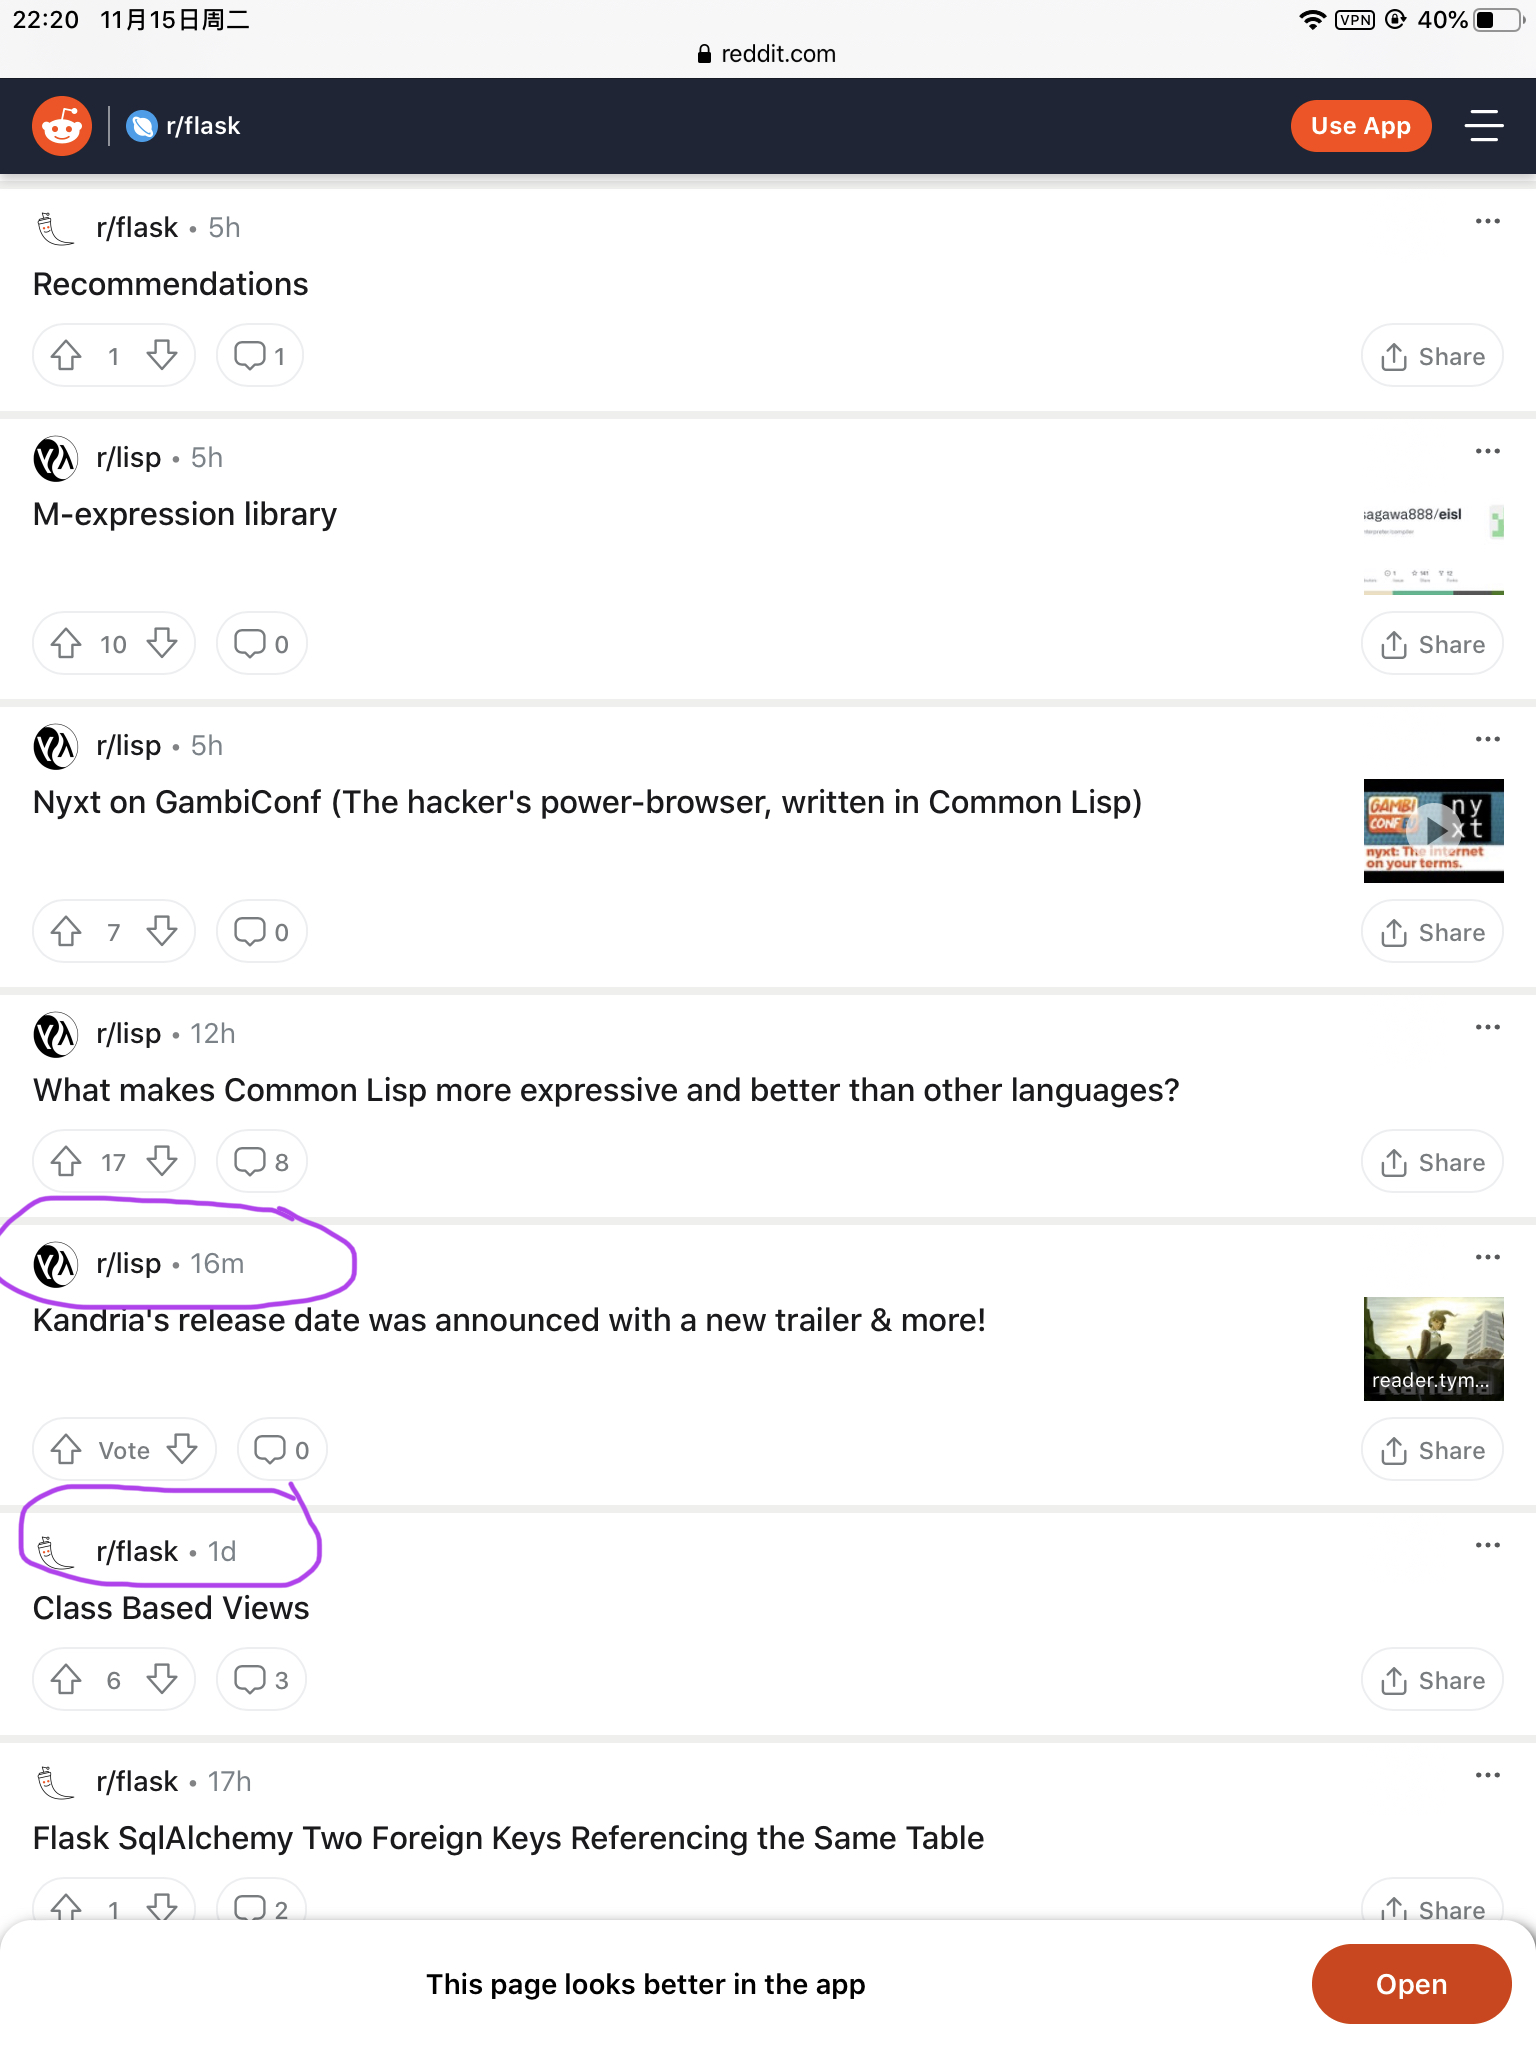 22:20 11月15日周二
VPN 40%
reddit.com
r/flask
Use App
r/flask • 5h
Recommendations
1
1
Share
r/lisp • 5h
M-expression library
sagawa888/eisl
10
0
Share
r/lisp • 5h
Nyxt on GambiConf (The hacker's power-browser, written in Common Lisp)
GAMBI
CONF
ny
xt
nyxt: The internet
on your terms.
7
0
Share
r/lisp • 12h
What makes Common Lisp more expressive and better than other languages?
17
8
Share
r/lisp • 16m
Kandria's release date was announced with a new trailer & more!
reader.tym...
Vote
0
Share
r/flask • 1d
Class Based Views
6
3
Share
r/flask • 17h
Flask SqlAlchemy Two Foreign Keys Referencing the Same Table
1
2
Share
This page looks better in the app
Open